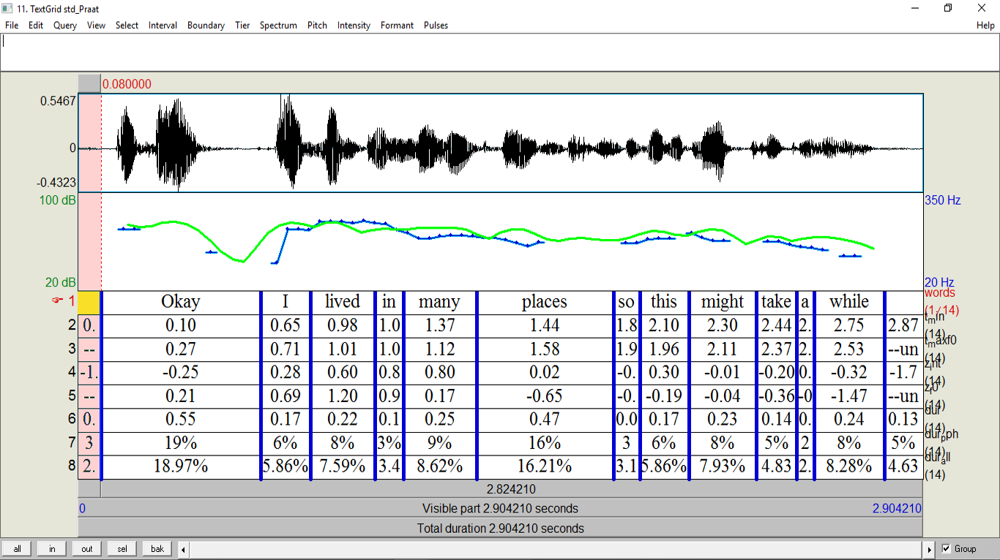 11. TextGrid std_Praat
File Edit Query View Select Interval Boundary Tier Spectrum Pitch Intensity Formant Pulses Help
0.080000
0.5467
0
-0.4323
100 dB 350 Hz
20 dB 20 Hz
1 Okay I lived in many places so this might take a while words (1/14)
2 0. 0.10 0.65 0.98 1.0 1.37 1.44 1.8 2.10 2.30 2.44 2. 2.75 2.87 tmin (14)
3 -- 0.27 0.71 1.01 1.0 1.12 1.58 1.9 1.96 2.11 2.37 2. 2.53 --un tmaxf0 (14)
4 -1. -0.25 0.28 0.60 0.8 0.80 0.02 -0. 0.30 -0.01 -0.20 0. -0.32 -1.7 zint (14)
5 -- 0.21 0.69 1.20 0.9 0.17 -0.65 -0. -0.19 -0.04 -0.36 -0 -1.47 --un zf0 (14)
6 0. 0.55 0.17 0.22 0.1 0.25 0.47 0.0 0.17 0.23 0.14 0. 0.24 0.13 dur (14)
7 3 19% 6% 8% 3% 9% 16% 3 6% 8% 5% 2 8% 5% durpph (14)
8 2. 18.97% 5.86% 7.59% 3.4 8.62% 16.21% 3.1 5.86% 7.93% 4.83 2. 8.28% 4.63 durall (14)
2.824210
0 Visible part 2.904210 seconds 2.904210
Total duration 2.904210 seconds
all in out sel bak Group